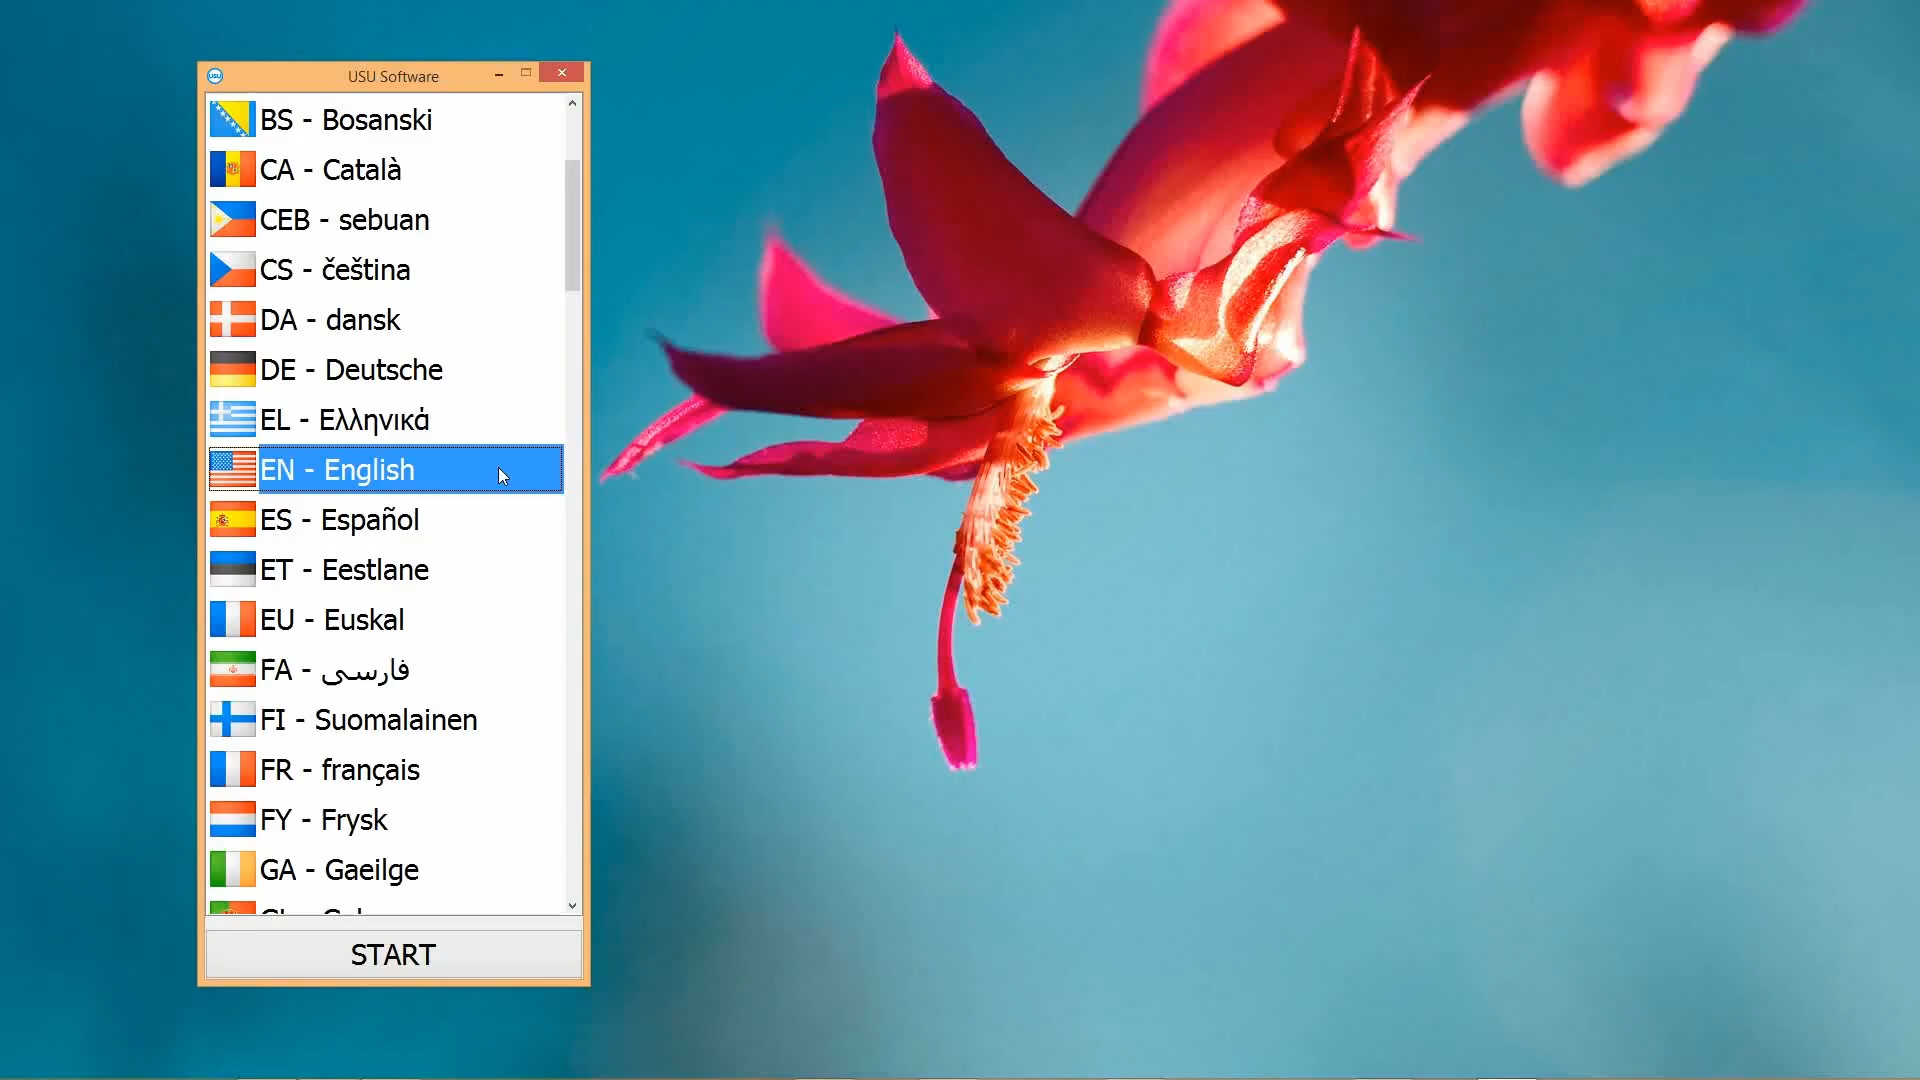 USU Software
BS - Bosanski
CA - Català
CEB - sebuan
CS - čeština
DA - dansk
DE - Deutsche
EL - Ελληνικά
EN - English
ES - Español
ET - Eestlane
EU - Euskal
FA - فارسی
FI - Suomalainen
FR - français
FY - Frysk
GA - Gaeilge
START